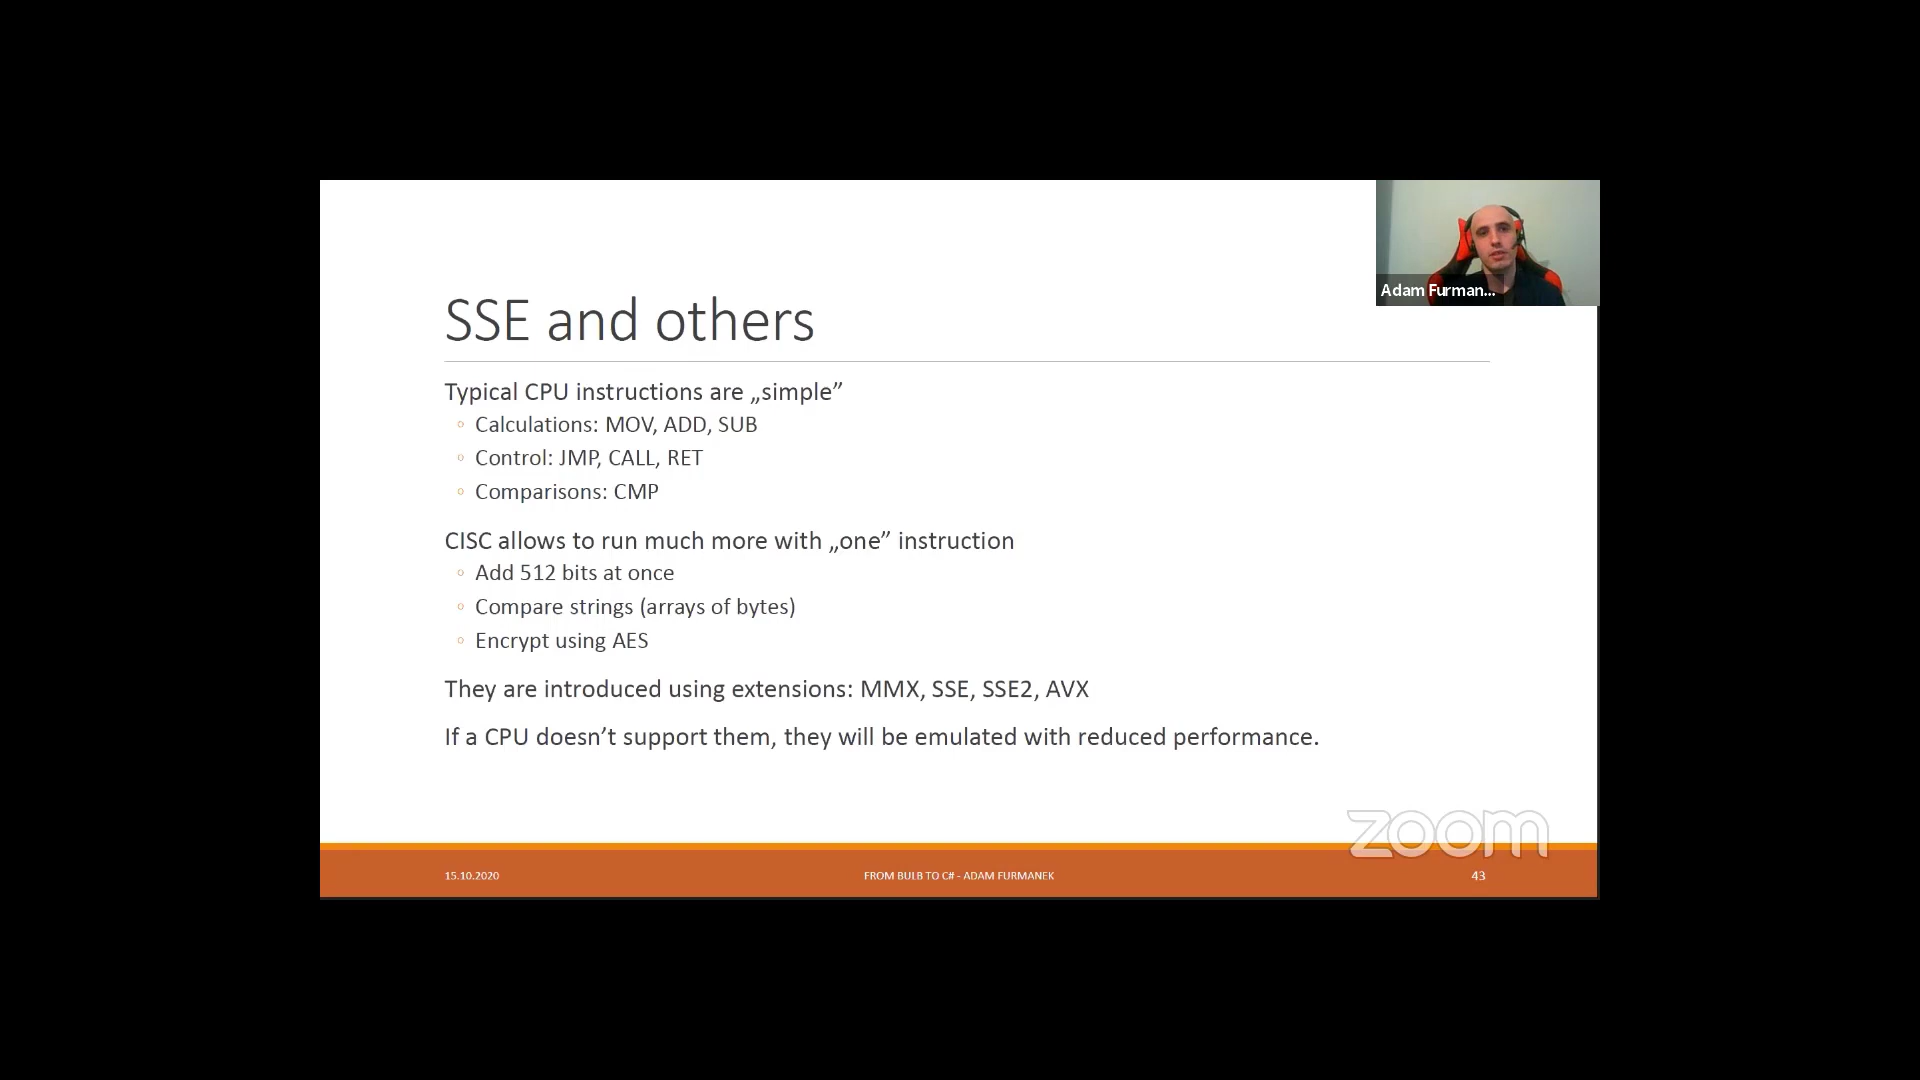 Adam Furman...
SSE and others
Typical CPU instructions are „simple”
◦ Calculations: MOV, ADD, SUB
◦ Control: JMP, CALL, RET
◦ Comparisons: CMP
CISC allows to run much more with „one” instruction
◦ Add 512 bits at once
◦ Compare strings (arrays of bytes)
◦ Encrypt using AES
They are introduced using extensions: MMX, SSE, SSE2, AVX
If a CPU doesn’t support them, they will be emulated with reduced performance.
zoom
15.10.2020 FROM BULB TO C# - ADAM FURMANEK 43